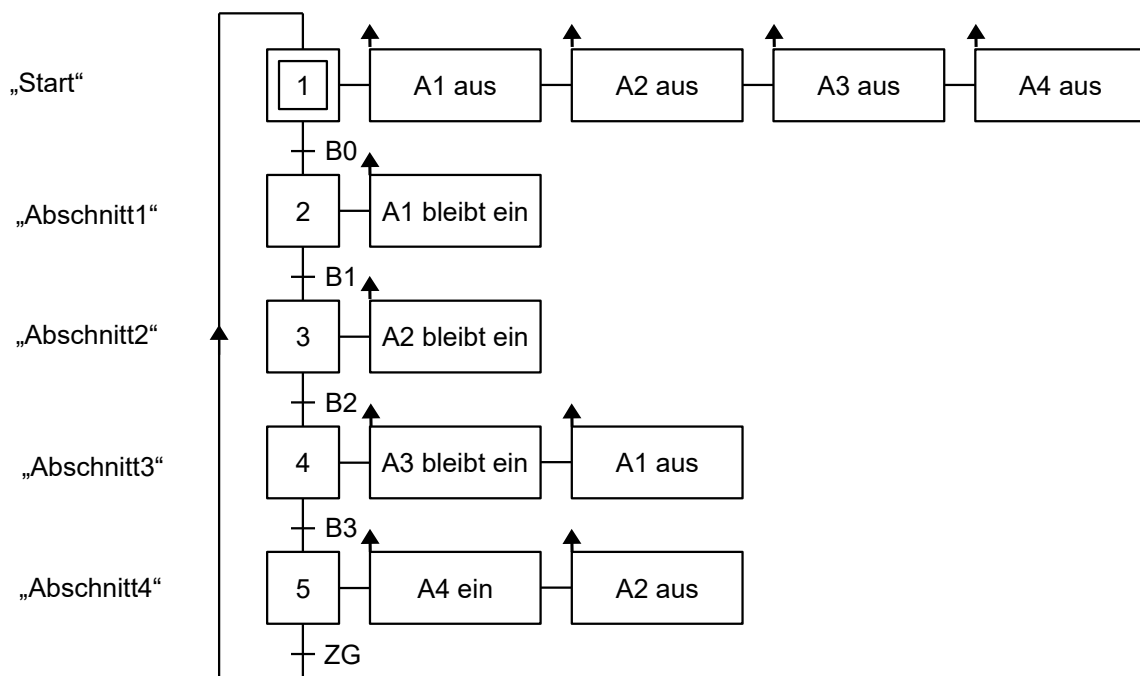 „Start“ 1 A1 aus A2 aus A3 aus A4 aus
B0
„Abschnitt1“ 2 A1 bleibt ein
B1
„Abschnitt2“ 3 A2 bleibt ein
B2
„Abschnitt3“ 4 A3 bleibt ein A1 aus
B3
„Abschnitt4“ 5 A4 ein A2 aus
ZG